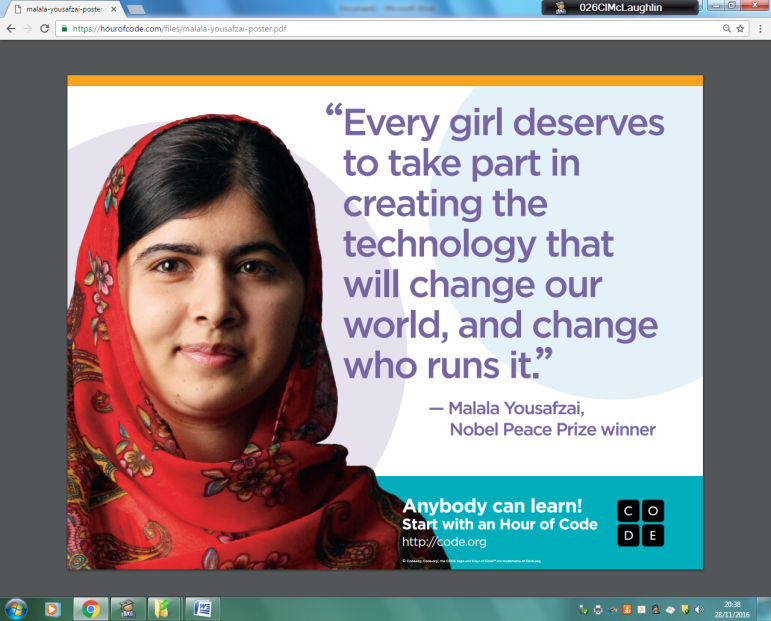 malala-yousafzai-poster.
Document1 - Microsoft Word
026ClMcLaughlin
https://hourofcode.com/files/malala-yousafzai-poster.pdf
“Every girl deserves
to take part in
creating the
technology that
will change our
world, and change
who runs it.”
— Malala Yousafzai,
Nobel Peace Prize winner
Anybody can learn!
Start with an Hour of Code
http://code.org
C O
D E
20:38
28/11/2016